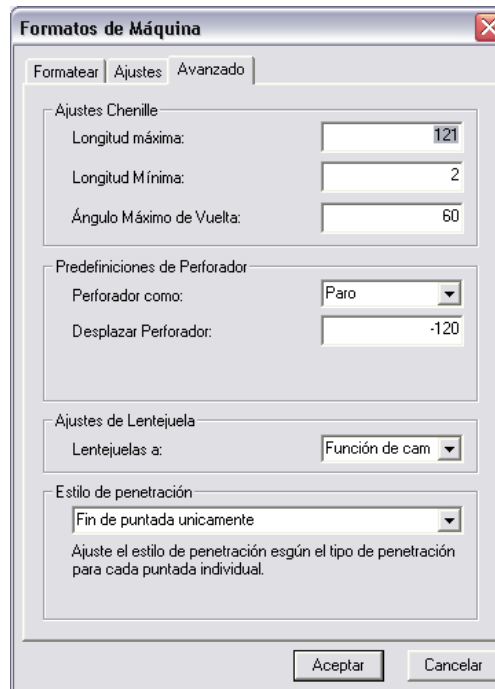 Formatos de Máquina
Formatear Ajustes Avanzado
Ajustes Chenille
Longitud máxima: 121
Longitud Mínima: 2
Ángulo Máximo de Vuelta: 60
Predefiniciones de Perforador
Perforador como: Paro
Desplazar Perforador: -120
Ajustes de Lentejuela
Lentejuelas a: Función de cam
Estilo de penetración
Fin de puntada unicamente
Ajuste el estilo de penetración esgún el tipo de penetración
para cada puntada individual.
Aceptar Cancelar